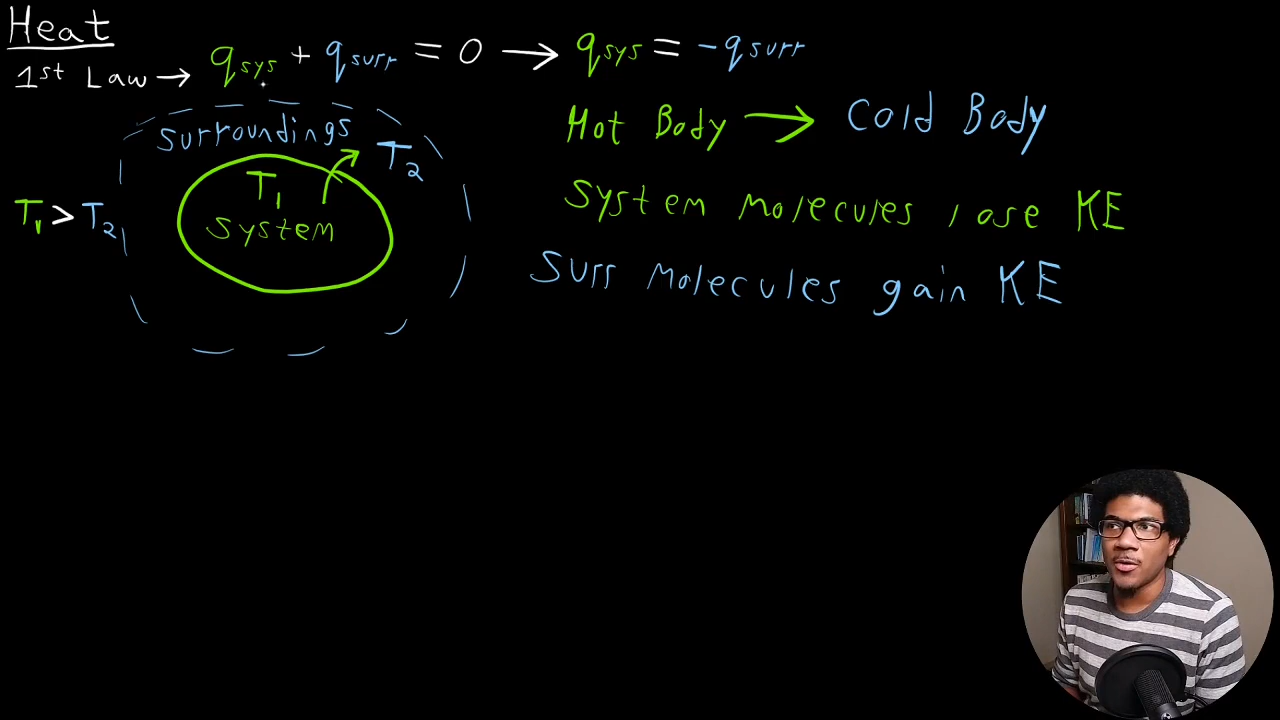 Heat
1st Law → qsys + qsurr = 0 → qsys = -qsurr
Hot Body → Cold Body
System molecules lose KE
Surr molecules gain KE
Surroundings
T2
T1
System
T1 > T2